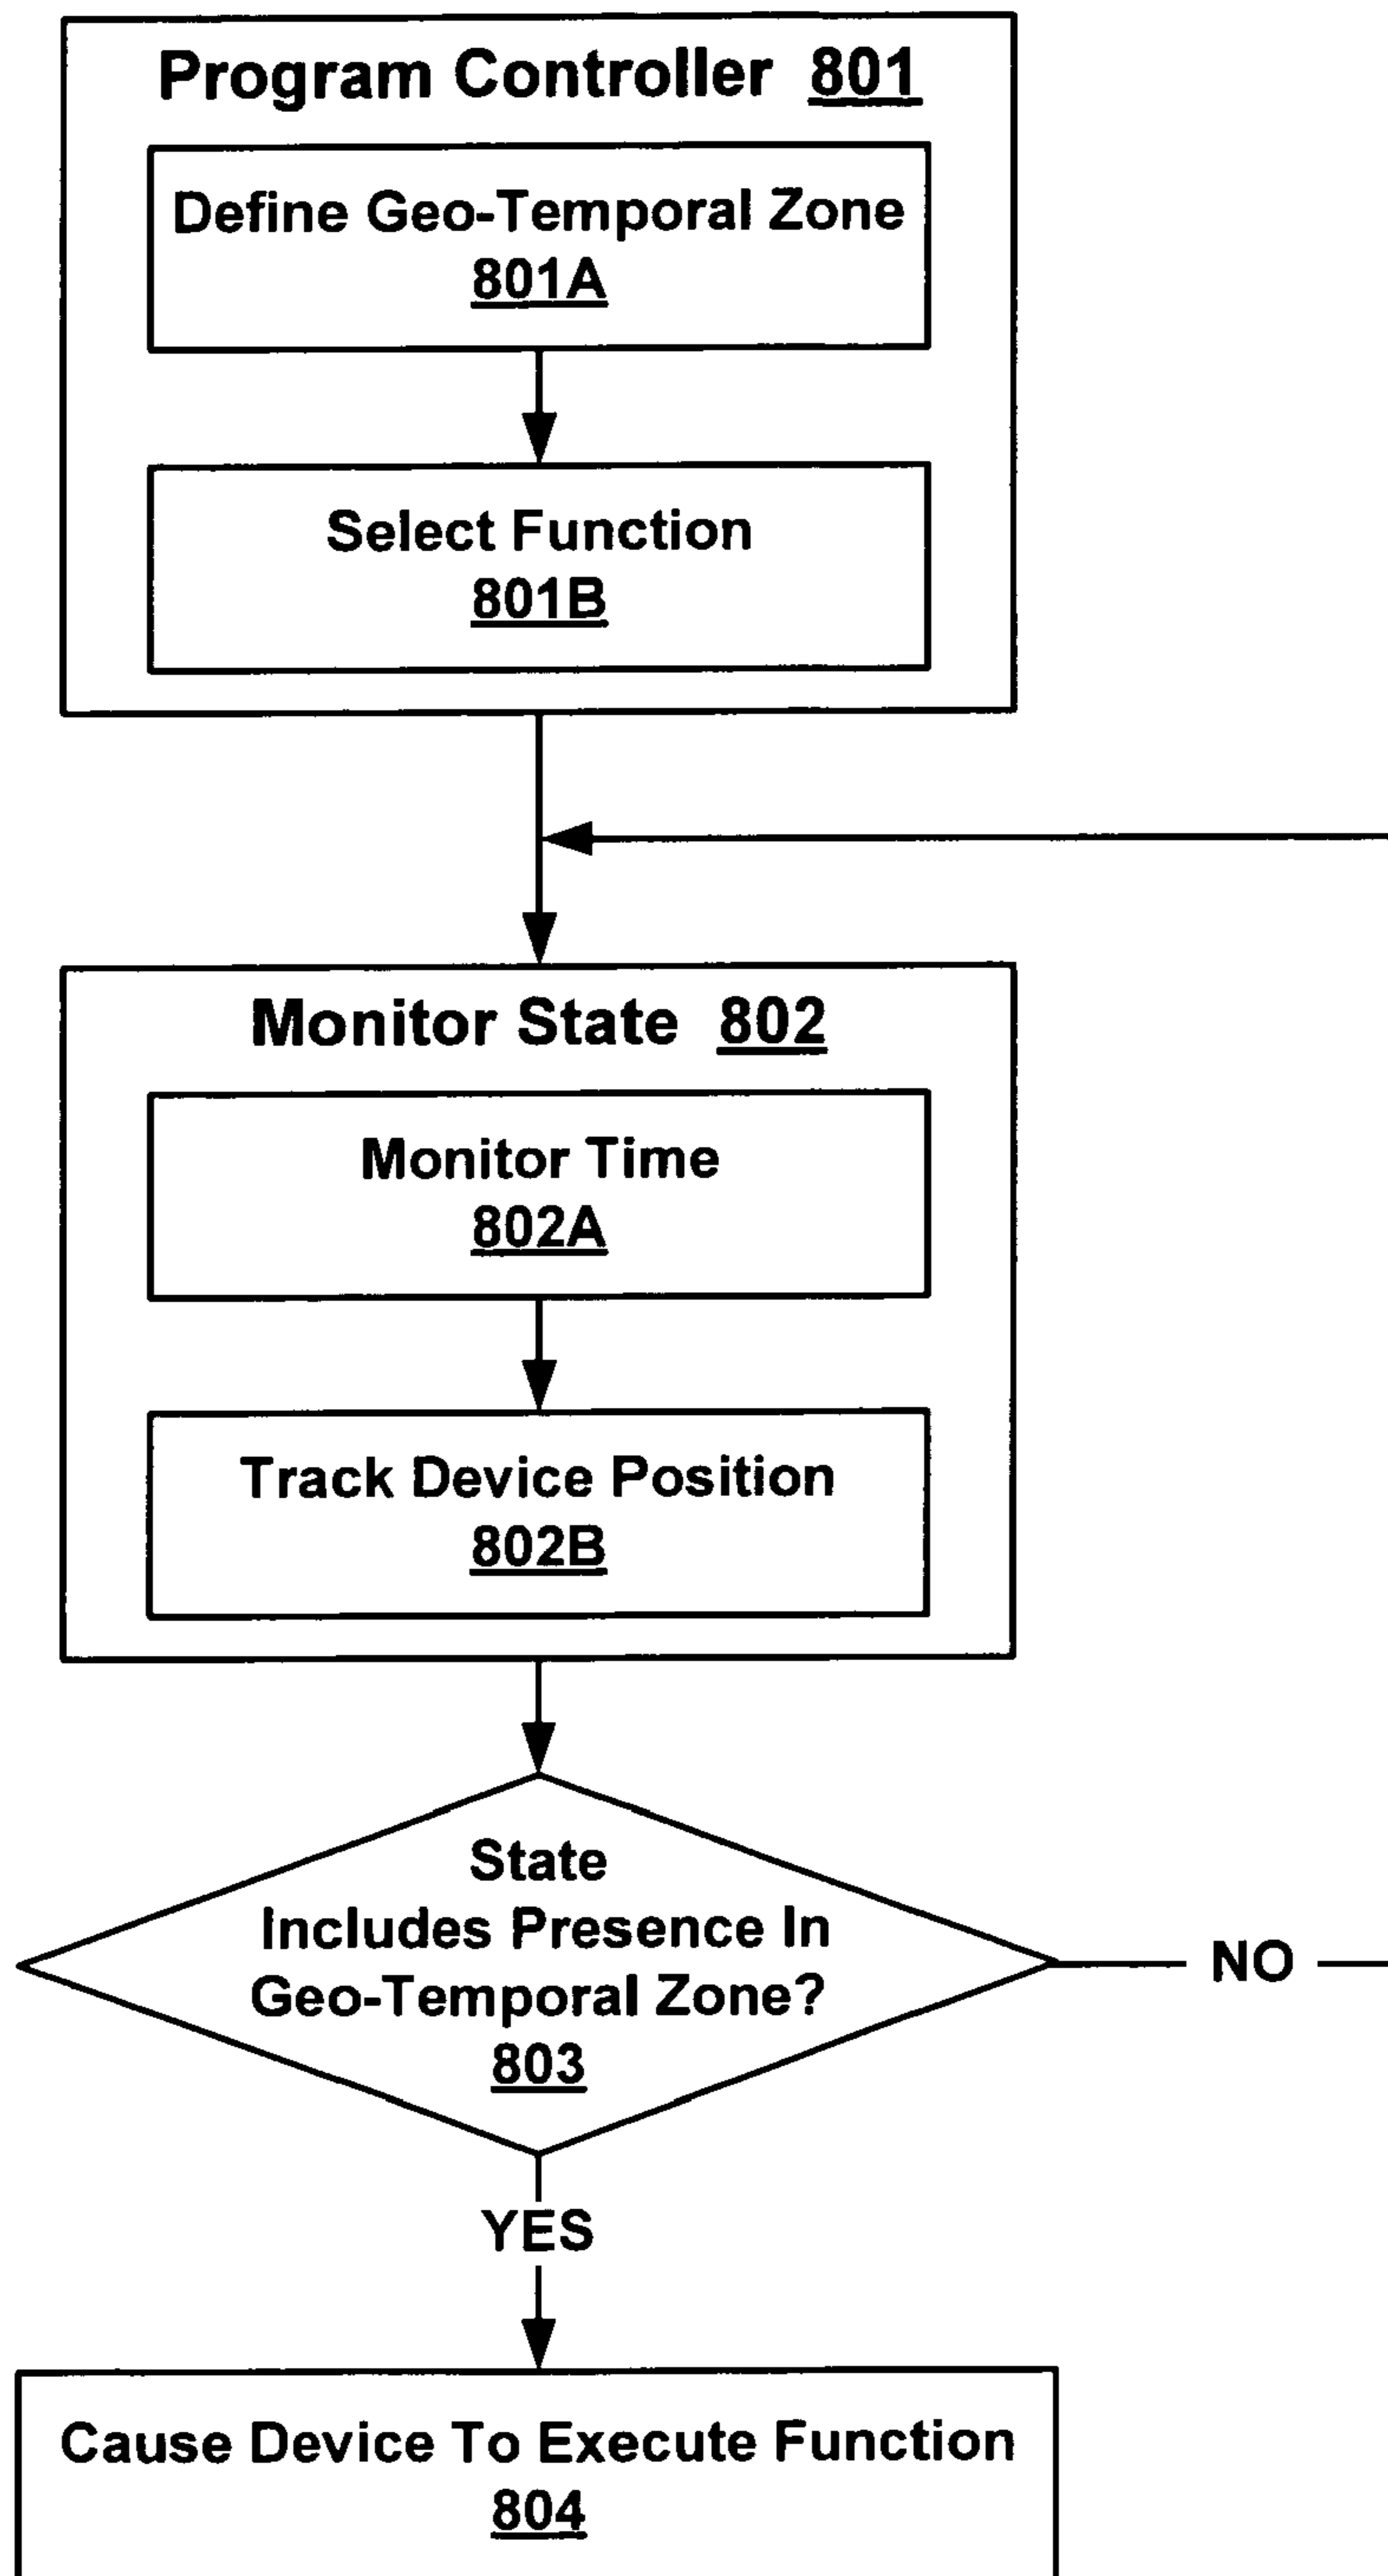 Program Controller 801
Define Geo-Temporal Zone
801A
Select Function
801B
Monitor State 802
Monitor Time
802A
Track Device Position
802B
State
Includes Presence In
Geo-Temporal Zone?
803
NO
YES
Cause Device To Execute Function
804